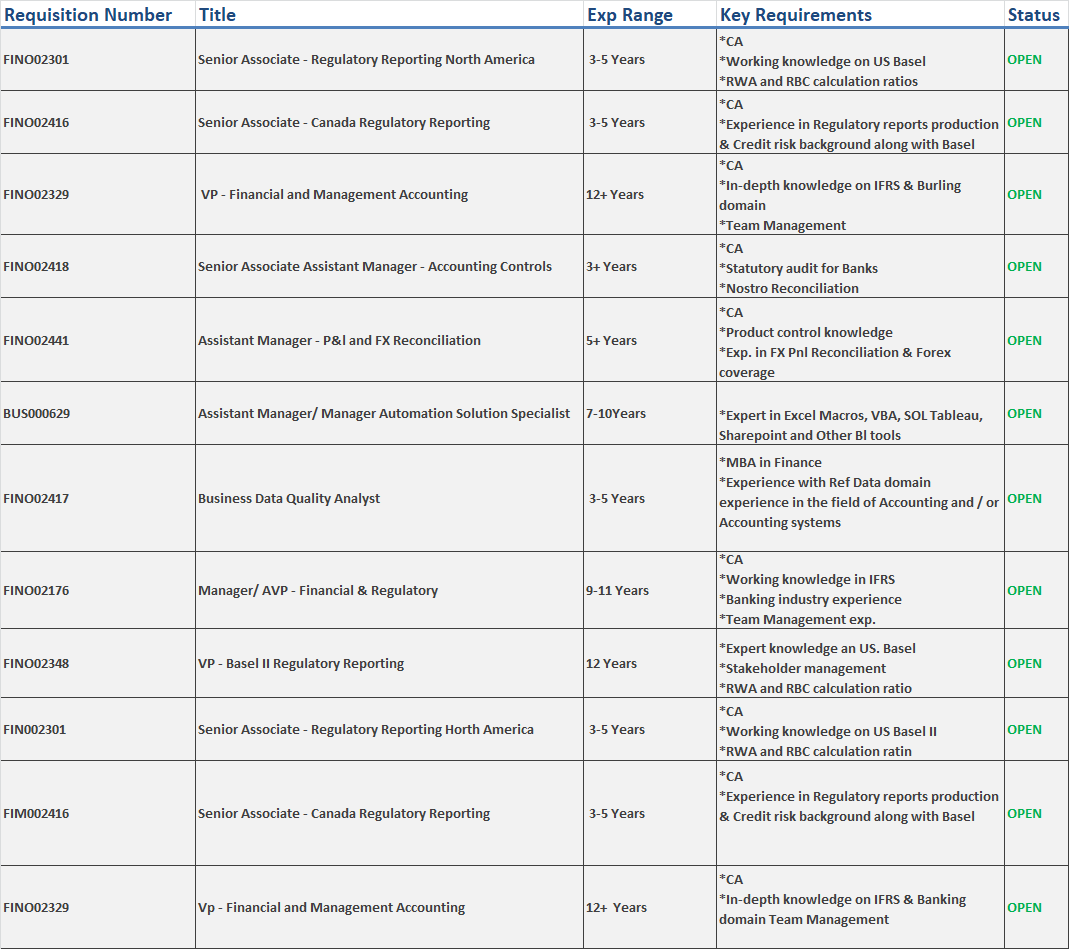 Requisition Number Title Exp Range Key Requirements Status
FINO02301 Senior Associate - Regulatory Reporting North America 3-5 Years *CA
*Working knowledge on US Basel
*RWA and RBC calculation ratios OPEN
FINO02416 Senior Associate - Canada Regulatory Reporting 3-5 Years *CA
*Experience in Regulatory reports production
& Credit risk background along with Basel OPEN
FINO02329 VP - Financial and Management Accounting 12+ Years *CA
*In-depth knowledge on IFRS & Burling
domain
*Team Management OPEN
FINO02418 Senior Associate Assistant Manager - Accounting Controls 3+ Years *CA
*Statutory audit for Banks
*Nostro Reconciliation OPEN
FINO02441 Assistant Manager - P&l and FX Reconciliation 5+ Years *CA
*Product control knowledge
*Exp. in FX Pnl Reconciliation & Forex
coverage OPEN
BUS000629 Assistant Manager/ Manager Automation Solution Specialist 7-10Years *Expert in Excel Macros, VBA, SOL Tableau,
Sharepoint and Other Bl tools OPEN
FINO02417 Business Data Quality Analyst 3-5 Years *MBA in Finance
*Experience with Ref Data domain
experience in the field of Accounting and / or
Accounting systems OPEN
FINO02176 Manager/ AVP - Financial & Regulatory 9-11 Years *CA
*Working knowledge in IFRS
*Banking industry experience
*Team Management exp. OPEN
FINO02348 VP - Basel II Regulatory Reporting 12 Years *Expert knowledge an US. Basel
*Stakeholder management
*RWA and RBC calculation ratio OPEN
FIN002301 Senior Associate - Regulatory Reporting Horth America 3-5 Years *CA
*Working knowledge on US Basel II
*RWA and RBC calculation ratin OPEN
FIM002416 Senior Associate - Canada Regulatory Reporting 3-5 Years *CA
*Experience in Regulatory reports production
& Credit risk background along with Basel OPEN
FINO02329 Vp - Financial and Management Accounting 12+ Years *CA
*In-depth knowledge on IFRS & Banking
domain Team Management OPEN